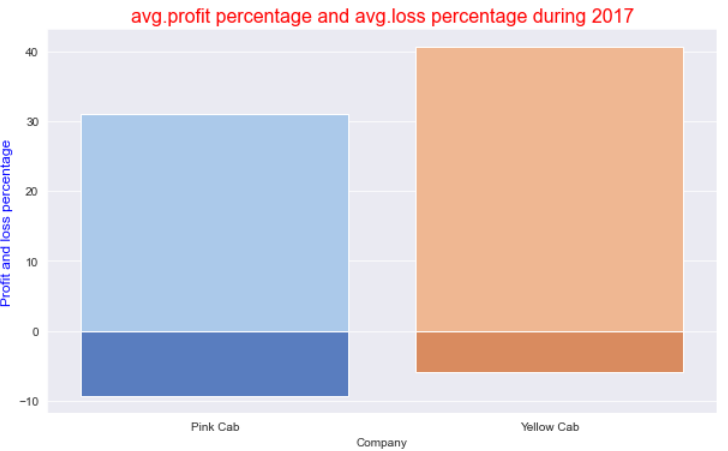 avg.profit percentage and avg.loss percentage during 2017
Profit and loss percentage
40
30
20
10
0
−10
Pink Cab
Yellow Cab
Company